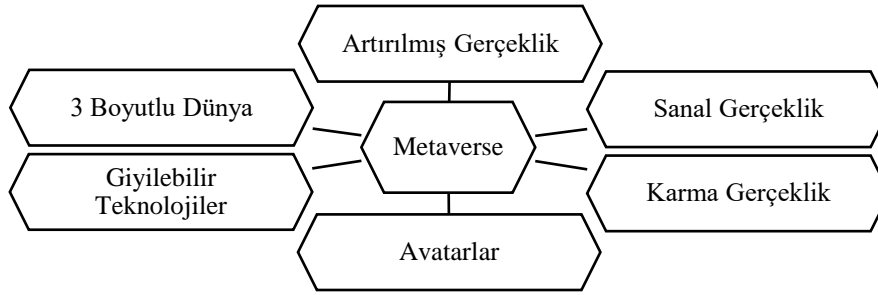 Artırılmış Gerçeklik
3 Boyutlu Dünya
Sanal Gerçeklik
Metaverse
Giyilebilir
Teknolojiler
Karma Gerçeklik
Avatarlar